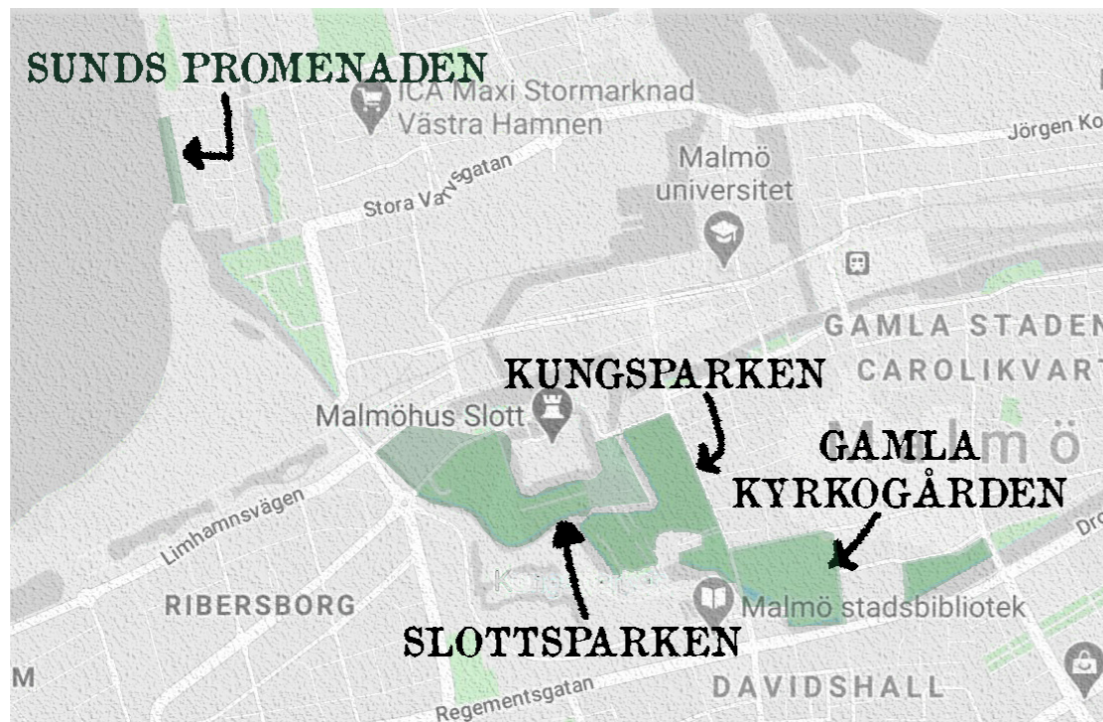 SUNDS PROMENADEN
ICA Maxi Stormarknad
Västra Hamnen
Jörgen Ko
Malmö
universitet
Stora Varvsgatan
GAMLA STADEN
KUNGSPARKEN
CAROLIKVART
Malmöhus Slott
Malmö
GAMLA
KYRKOGÅRDEN
Limhamnsvägen
Dro
RIBERSBORG
Malmö stadsbibliotek
SLOTTSPARKEN
M
DAVIDSHALL
Regementsgatan